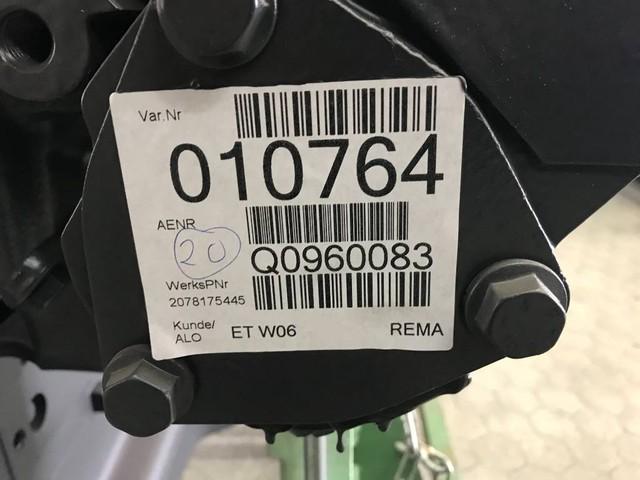 Var.Nr
010764
AENR
20
Q0960083
WerksPNr
2078175445
Kunde/
ALO
ET W06 REMA